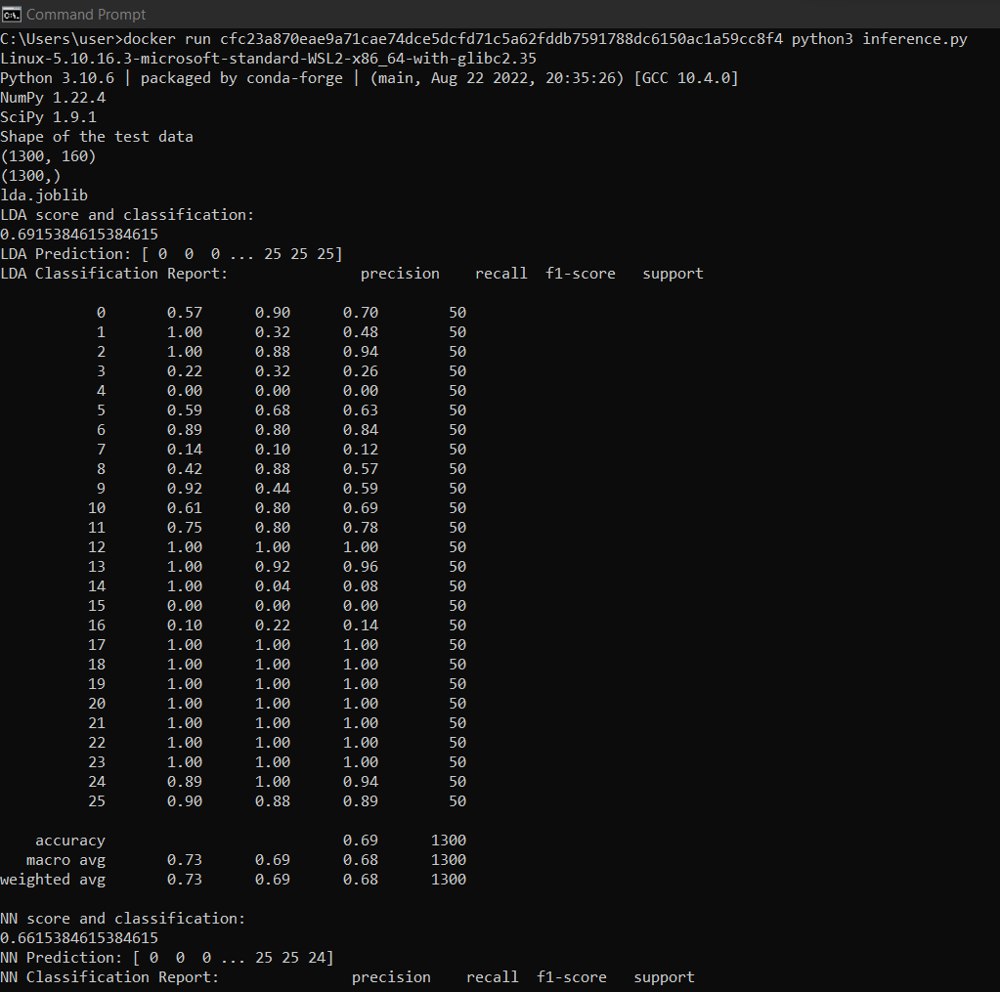 Command Prompt
C:\Users\user>docker run cfc23a870eae9a71cae74dce5dcfd71c5a62fddb7591788dc6150ac1a59cc8f4 python3 inference.py
Linux-5.10.16.3-microsoft-standard-WSL2-x86_64-with-glibc2.35
Python 3.10.6 | packaged by conda-forge | (main, Aug 22 2022, 20:35:26) [GCC 10.4.0]
NumPy 1.22.4
SciPy 1.9.1
Shape of the test data
(1300, 160)
(1300,)
lda.joblib
LDA score and classification:
0.6915384615384615
LDA Prediction: [ 0  0  0 ... 25 25 25]
LDA Classification Report:               precision    recall  f1-score   support
0       0.57      0.90      0.70        50
1       1.00      0.32      0.48        50
2       1.00      0.88      0.94        50
3       0.22      0.32      0.26        50
4       0.00      0.00      0.00        50
5       0.59      0.68      0.63        50
6       0.89      0.80      0.84        50
7       0.14      0.10      0.12        50
8       0.42      0.88      0.57        50
9       0.92      0.44      0.59        50
10       0.61      0.80      0.69        50
11       0.75      0.80      0.78        50
12       1.00      1.00      1.00        50
13       1.00      0.92      0.96        50
14       1.00      0.04      0.08        50
15       0.00      0.00      0.00        50
16       0.10      0.22      0.14        50
17       1.00      1.00      1.00        50
18       1.00      1.00      1.00        50
19       1.00      1.00      1.00        50
20       1.00      1.00      1.00        50
21       1.00      1.00      1.00        50
22       1.00      1.00      1.00        50
23       1.00      1.00      1.00        50
24       0.89      1.00      0.94        50
25       0.90      0.88      0.89        50
accuracy                           0.69      1300
macro avg       0.73      0.69      0.68      1300
weighted avg       0.73      0.69      0.68      1300
NN score and classification:
0.6615384615384615
NN Prediction: [ 0  0  0 ... 25 25 24]
NN Classification Report:               precision    recall  f1-score   support